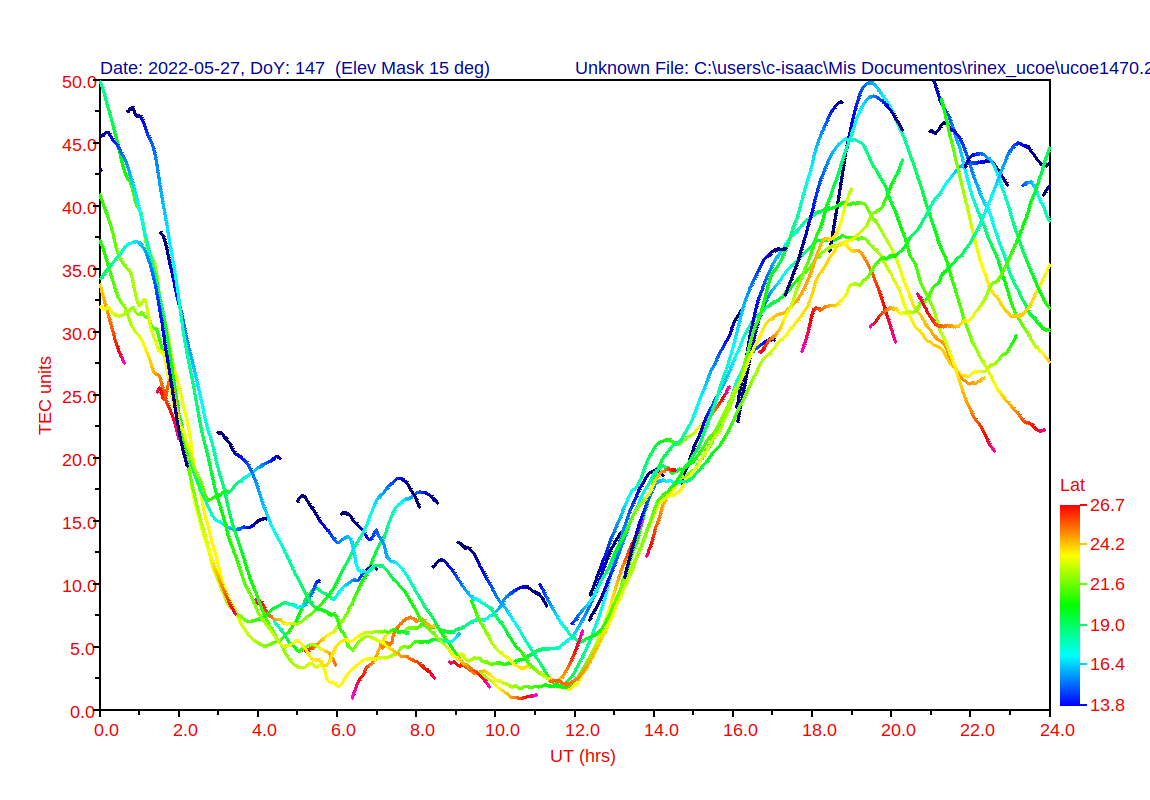 Date: 2022-05-27, DoY: 147  (Elev Mask 15 deg)
Unknown File: C:\users\c-isaac\Mis Documentos\rinex_ucoe\ucoe1470.2
50.0
45.0
40.0
35.0
30.0
25.0
20.0
15.0
10.0
5.0
0.0
TEC units
0.0 2.0 4.0 6.0 8.0 10.0 12.0 14.0 16.0 18.0 20.0 22.0 24.0
UT (hrs)
Lat
26.7
24.2
21.6
19.0
16.4
13.8